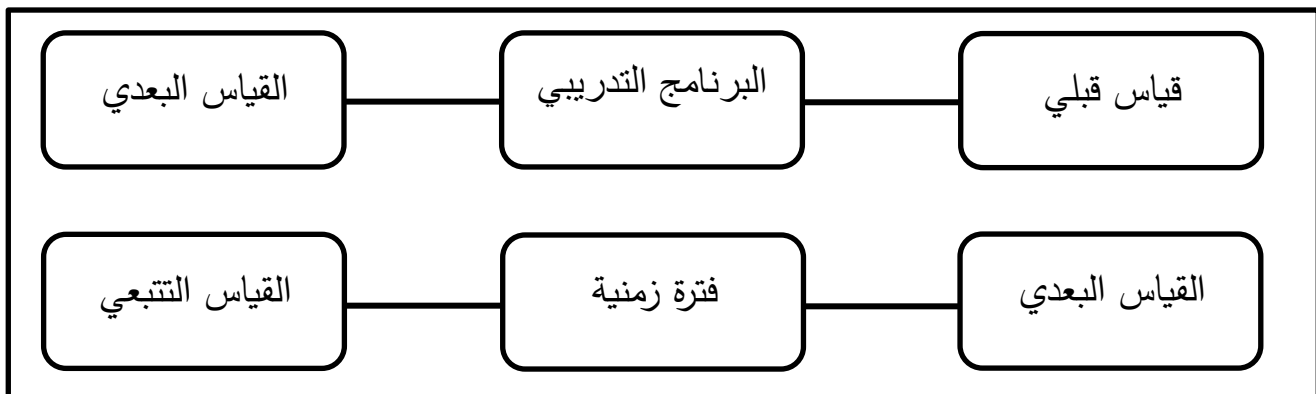 قياس قبلي
البرنامج التدريبي
القياس البعدي
القياس البعدي
فترة زمنية
القياس التتبعي